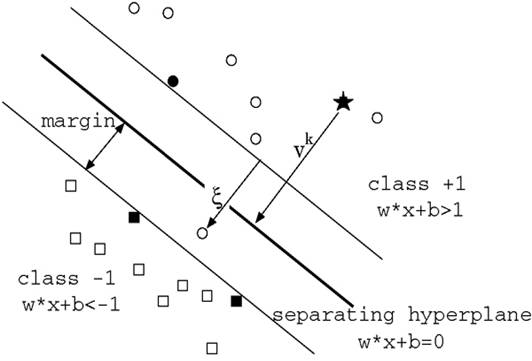 margin
v^k
ξ
class +1
w*x+b>1
class -1
w*x+b<-1
separating hyperplane
w*x+b=0